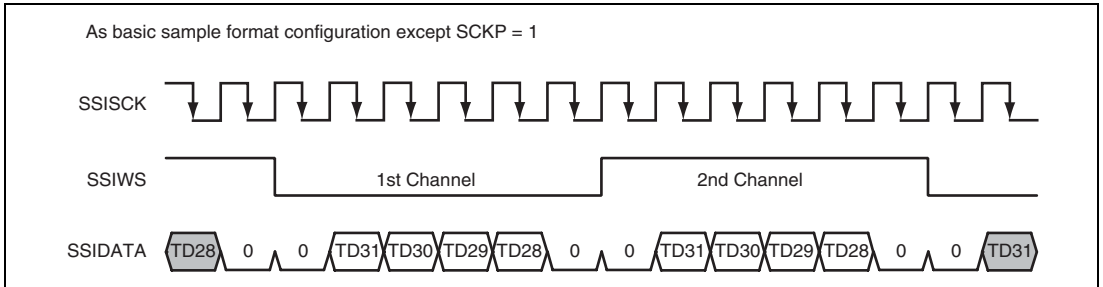 As basic sample format configuration except SCKP = 1
SSISCK
SSIWS 1st Channel 2nd Channel
SSIDATA TD28 0 0 TD31 TD30 TD29 TD28 0 0 TD31 TD30 TD29 TD28 0 0 TD31